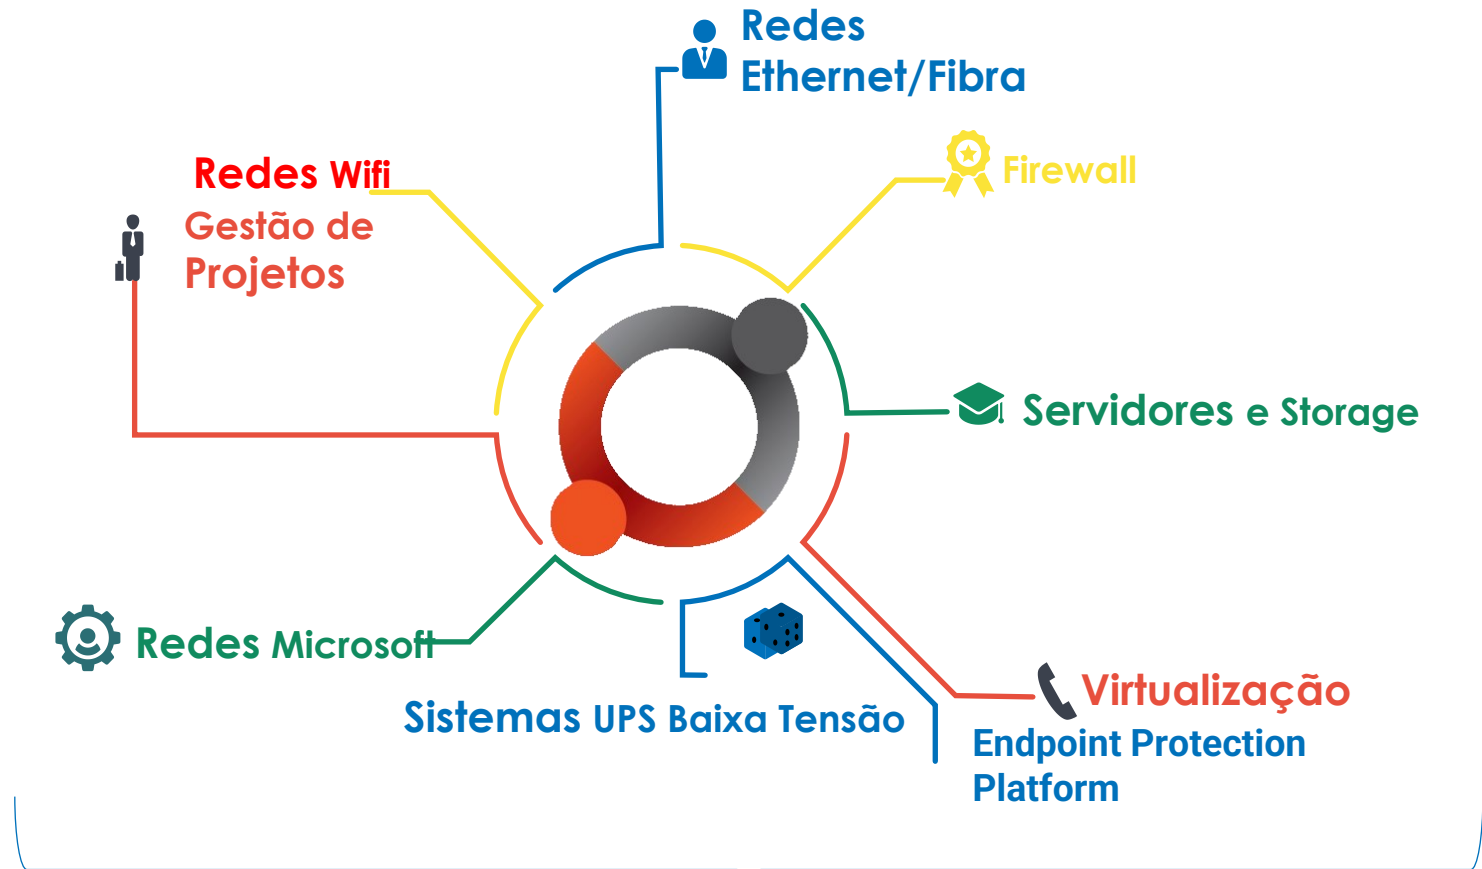 Redes
Ethernet/Fibra
Firewall
Redes Wifi
Gestão de
Projetos
Servidores e Storage
Redes Microsoft
Virtualização
Sistemas UPS Baixa Tensão
Endpoint Protection
Platform